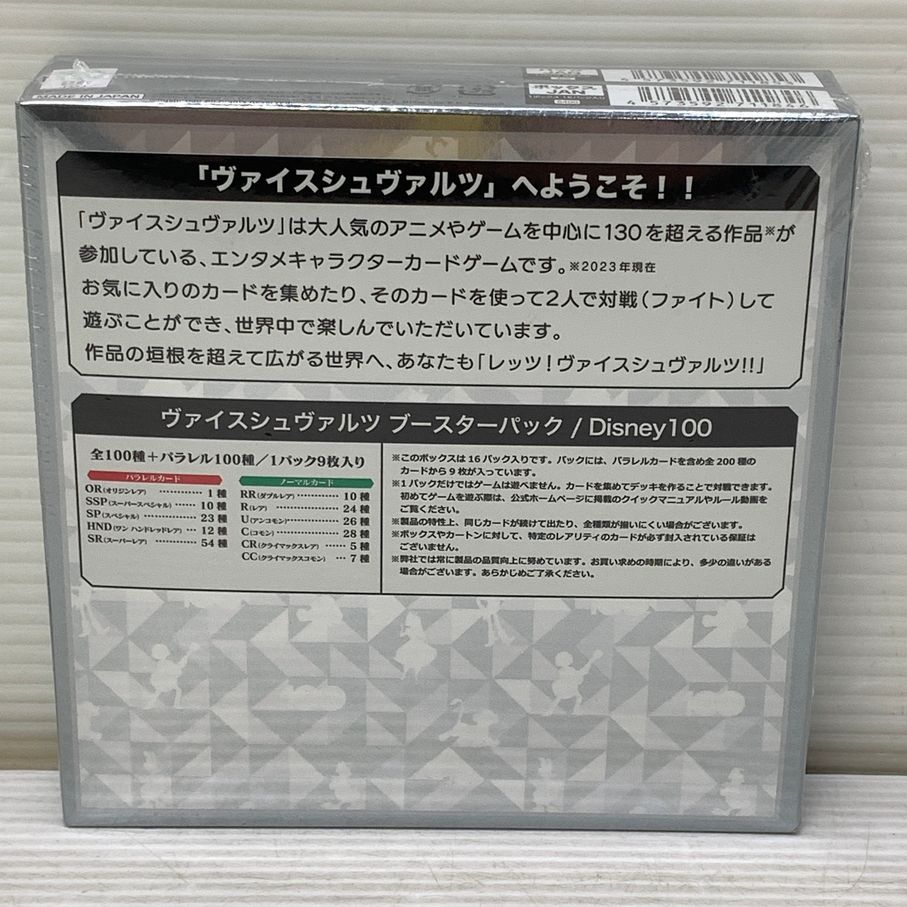 MADE IN JAPAN
ボックス
JAN
「ヴァイスシュヴァルツ」へようこそ！！
「ヴァイスシュヴァルツ」は大人気のアニメやゲームを中心に130を超える作品※が
参加している、エンタメキャラクターカードゲームです。※2023年現在
お気に入りのカードを集めたり、そのカードを使って2人で対戦（ファイト）して
遊ぶことができ、世界中で楽しんでいただいています。
作品の垣根を超えて広がる世界へ、あなたも「レッツ！ヴァイスシュヴァルツ!!」
ヴァイスシュヴァルツ ブースターパック / Disney100
全100種＋パラレル100種／1パック9枚入り
パラレルカード
OR(オリジンレア) ………… 1種
SSP(スーパースペシャル) …… 10種
SP(スペシャル) ………… 23種
HND(ワン ハンドレッドレア) … 12種
SR(スーパーレア) ………… 54種
ノーマルカード
RR(ダブルレア) ………… 10種
R(レア) ………… 24種
U(アンコモン) ………… 26種
C(コモン) ………… 28種
CR(クライマックスレア) …… 5種
CC(クライマックスコモン) … 7種
※このボックスは16パック入りです。パックには、パラレルカードを含め全200種の
カードから9枚が入っています。
※1パックだけではゲームは遊べません。カードを集めてデッキを作ることで対戦できます。
初めてゲームを遊ぶ際は、公式ホームページに掲載のクイックマニュアルやルール動画を
ご覧ください。
※製品の特性上、同じカードが続けて出たり、全種類が揃いにくい場合がございます。
※ボックスやカートンに対して、特定のレアリティのカードが必ず封入されている保証は
ございません。
※弊社では常に製品の品質向上に努めています。お買い求めの時期により、多少の違いがある
場合がございます。あらかじめご了承ください。